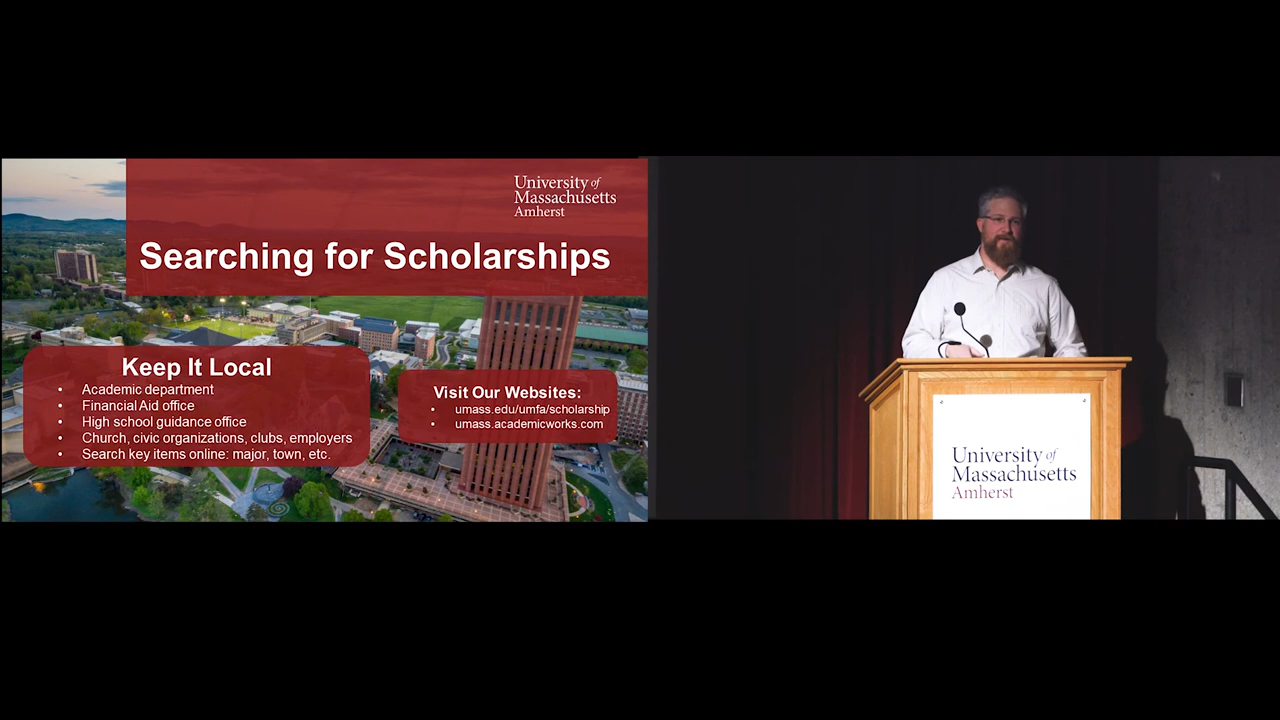 University of
Massachusetts
Amherst
Searching for Scholarships
Keep It Local
• Academic department
• Financial Aid office
• High school guidance office
• Church, civic organizations, clubs, employers
• Search key items online: major, town, etc.
Visit Our Websites:
• umass.edu/umfa/scholarship
• umass.academicworks.com
University of
Massachusetts
Amherst